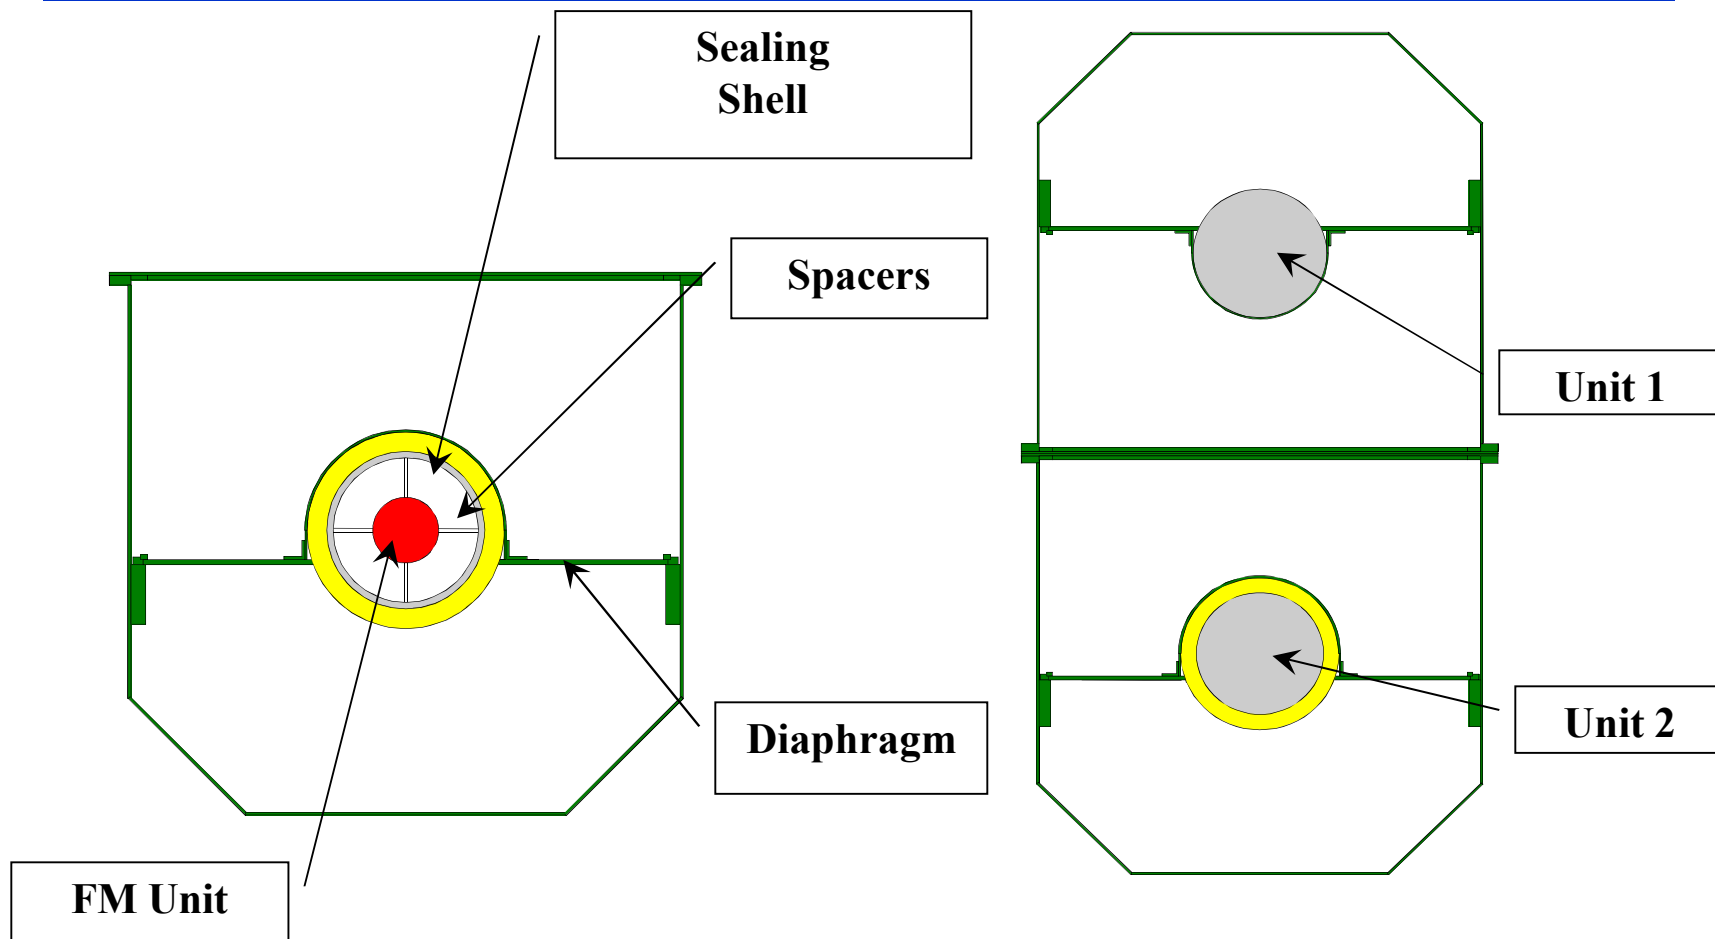 Sealing
Shell
Spacers
Unit 1
Diaphragm
Unit 2
FM Unit